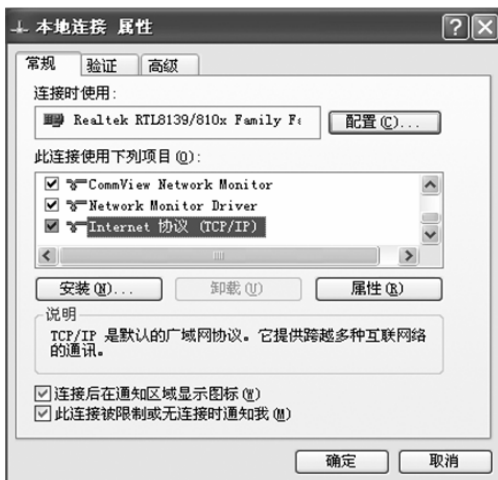 本地连接 属性
常规 验证 高级
连接时使用:
Realtek RTL8139/810x Family F
配置(C)...
此连接使用下列项目(O):
CommView Network Monitor
Network Monitor Driver
Internet 协议 (TCP/IP)
安装(N)... 卸载(U) 属性(R)
说明
TCP/IP 是默认的广域网协议。它提供跨越多种互联网络
的通讯。
连接后在通知区域显示图标(W)
此连接被限制或无连接时通知我(M)
确定 取消